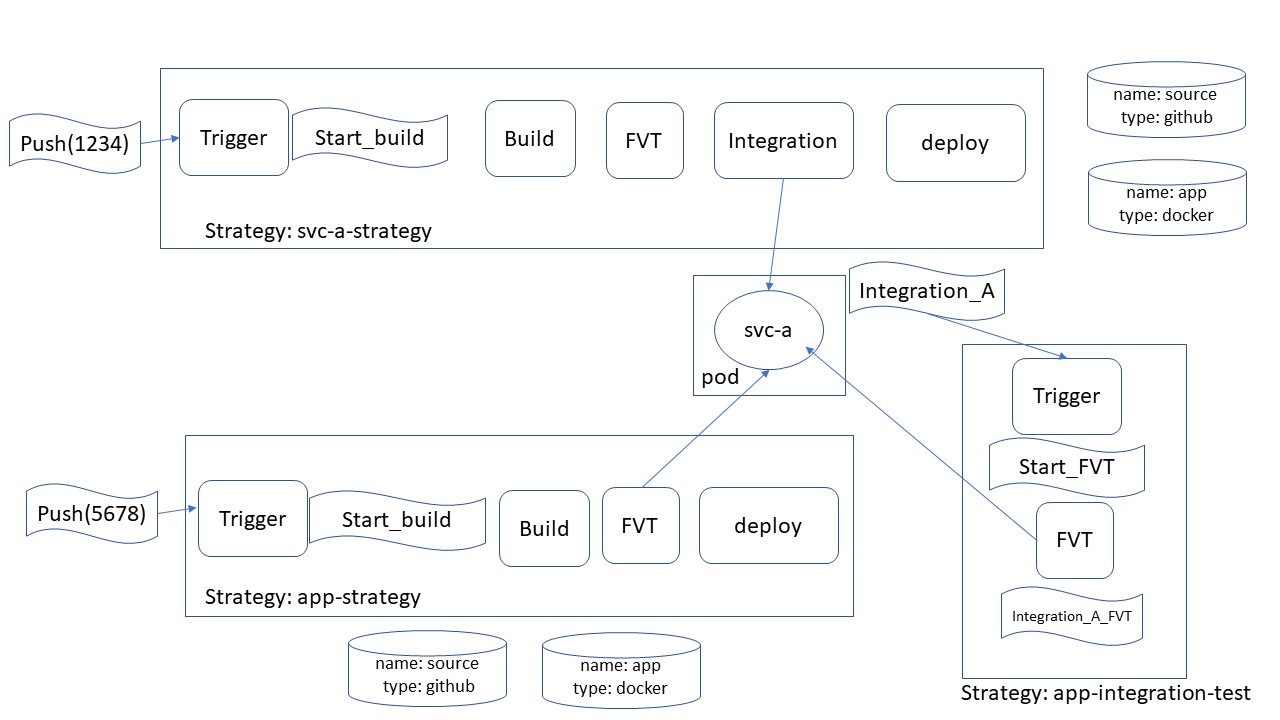 Push(1234)
Trigger
Start_build
Build
FVT
Integration
deploy
Strategy: svc-a-strategy
name: source
type: github
name: app
type: docker
Integration_A
svc-a
pod
Trigger
Start_FVT
FVT
Integration_A_FVT
Strategy: app-integration-test
Push(5678)
Trigger
Start_build
Build
FVT
deploy
Strategy: app-strategy
name: source
type: github
name: app
type: docker